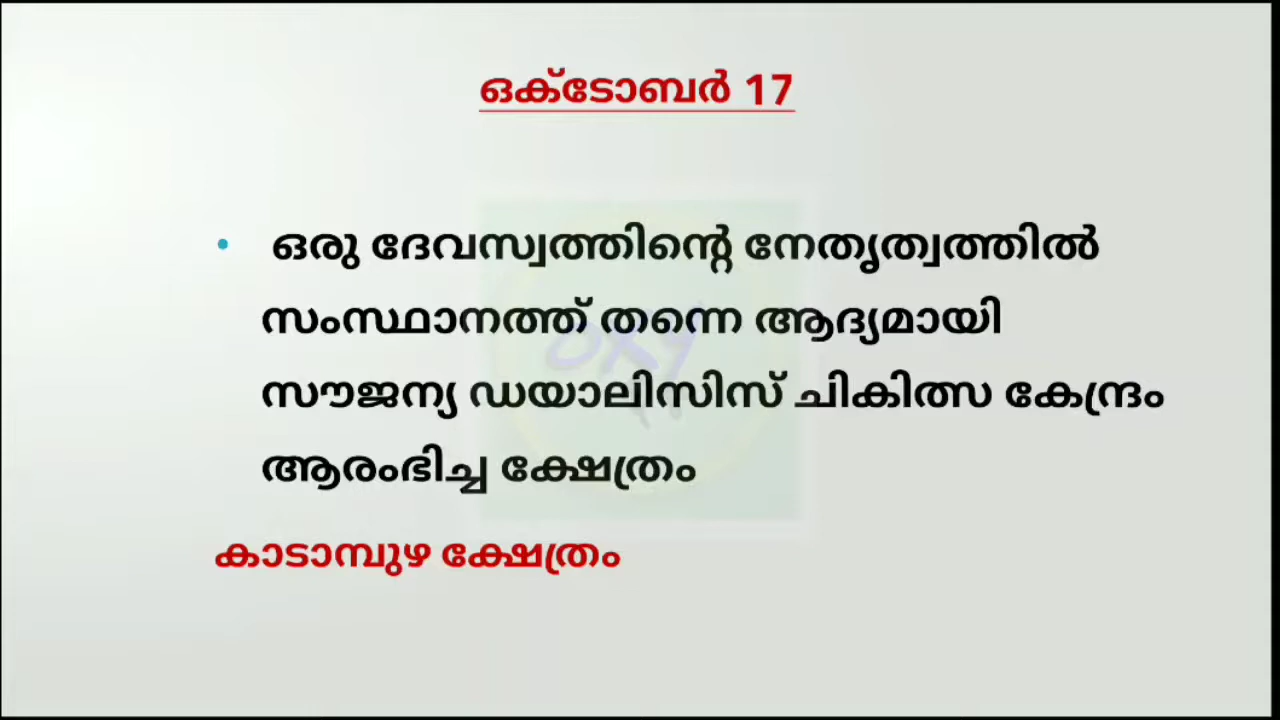 ഒക്ടോബർ 17
• ഒരു ദേവസ്വത്തിന്റെ നേതൃത്വത്തിൽ
സംസ്ഥാനത്ത് തന്നെ ആദ്യമായി
സൗജന്യ ഡയാലിസിസ് ചികിത്സ കേന്ദ്രം
ആരംഭിച്ച ക്ഷേത്രം
കാടാമ്പുഴ ക്ഷേത്രം